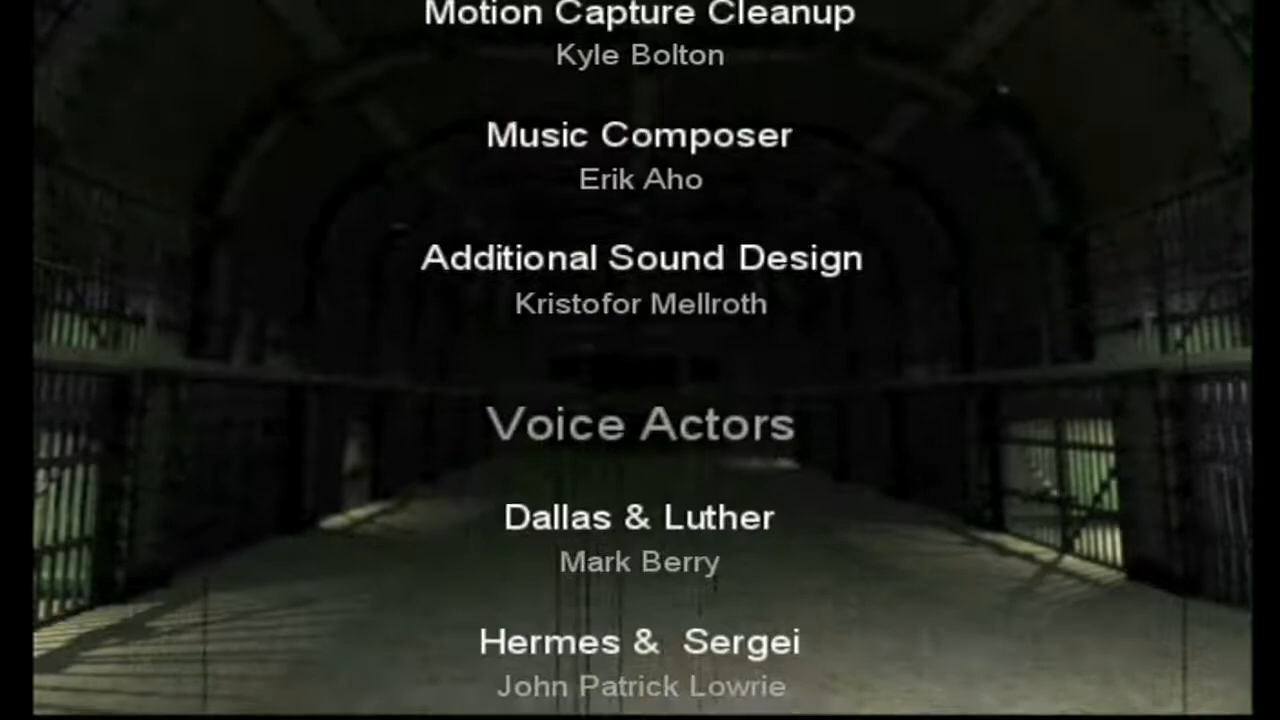 Motion Capture Cleanup
Kyle Bolton
Music Composer
Erik Aho
Additional Sound Design
Kristofor Mellroth
Voice Actors
Dallas & Luther
Mark Berry
Hermes & Sergei
John Patrick Lowrie